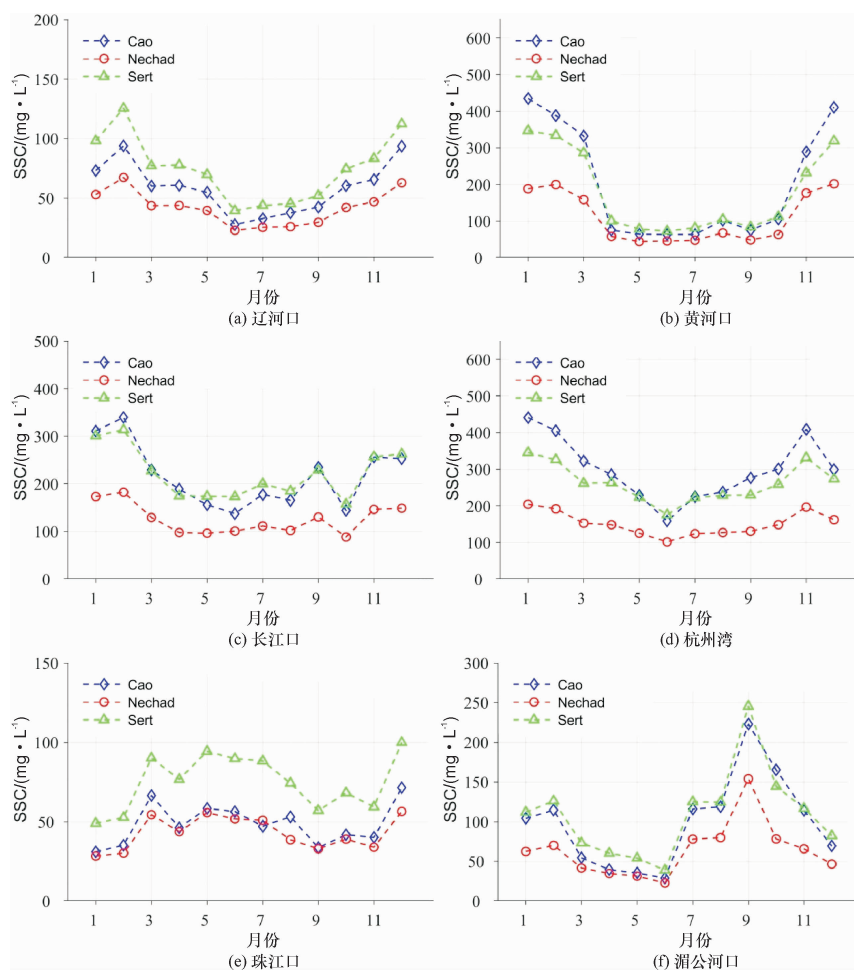 200
150
100
50
0
SSC/(mg • L⁻¹)
Cao
Nechad
Sert
1 3 5 7 9 11
月份
(a) 辽河口
600
500
400
300
200
100
0
SSC/(mg • L⁻¹)
Cao
Nechad
Sert
1 3 5 7 9 11
月份
(b) 黄河口
500
400
300
200
100
0
SSC/(mg • L⁻¹)
Cao
Nechad
Sert
1 3 5 7 9 11
月份
(c) 长江口
600
500
400
300
200
100
0
SSC/(mg • L⁻¹)
Cao
Nechad
Sert
1 3 5 7 9 11
月份
(d) 杭州湾
150
100
50
0
SSC/(mg • L⁻¹)
Cao
Nechad
Sert
1 3 5 7 9 11
月份
(e) 珠江口
300
250
200
150
100
50
0
SSC/(mg • L⁻¹)
Cao
Nechad
Sert
1 3 5 7 9 11
月份
(f) 湄公河口